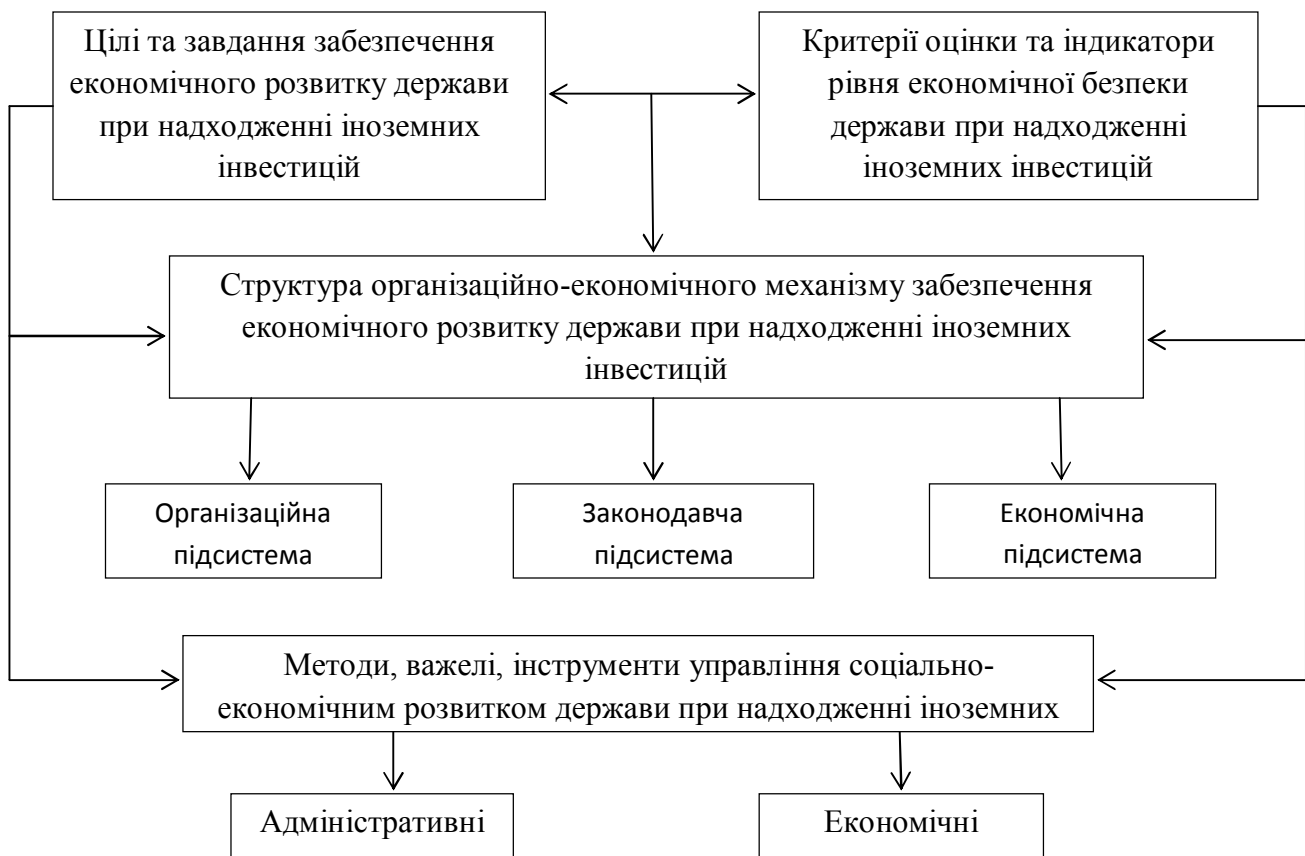 Цілі та завдання забезпечення
економічного розвитку держави
при надходженні іноземних
інвестицій
Критерії оцінки та індикатори
рівня економічної безпеки
держави при надходженні
іноземних інвестицій
Структура організаційно-економічного механізму забезпечення
економічного розвитку держави при надходженні іноземних
інвестицій
Організаційна
підсистема
Законодавча
підсистема
Економічна
підсистема
Методи, важелі, інструменти управління соціально-
економічним розвитком держави при надходженні іноземних
Адміністративні
Економічні